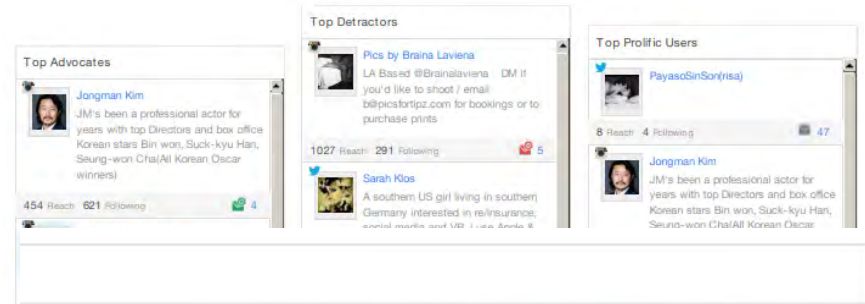 Top Advocates
Jongman Kim
JM's been a professional actor for
years with top Directors and box office
Korean stars Bin won, Suck-kyu Han,
Seung-won Cha(All Korean Oscar
winners)
454 Reach 621 Following 4
Top Detractors
Pics by Braina Laviena
LA Based @Brainalaviena DM if
you'd like to shoot / email
b@picsfortipz.com for bookings or to
purchase prints
1027 Reach 291 Following 5
Sarah Klos
A southern US girl living in southern
Germany interested in re/insurance,
social media and VR. I use Apple &
Top Prolific Users
PayasoSinSon(risa)
8 Reach 4 Following 47
Jongman Kim
JM's been a professional actor for
years with top Directors and box office
Korean stars Bin won, Suck-kyu Han,
Seung-won Cha(All Korean Oscar